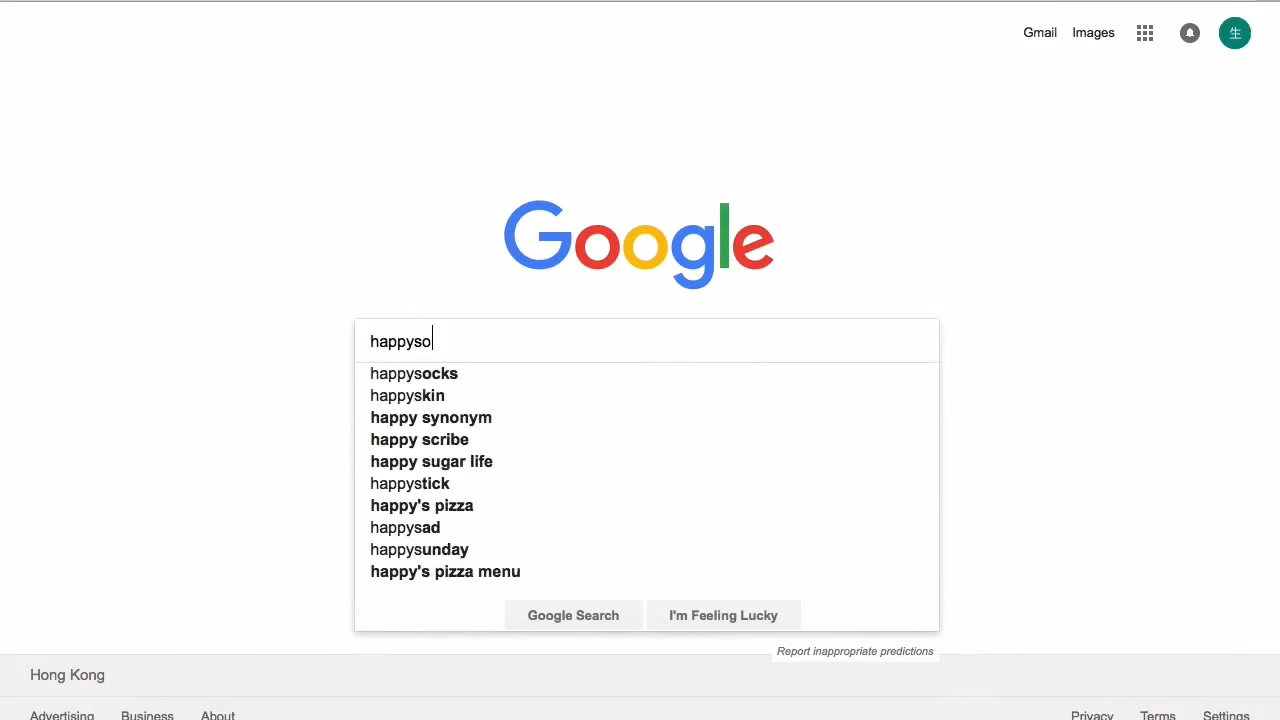 Gmail Images 生
Google
happyso
happysocks
happyskin
happy synonym
happy scribe
happy sugar life
happystick
happy's pizza
happysad
happysunday
happy's pizza menu
Google Search I'm Feeling Lucky
Report inappropriate predictions
Hong Kong
Advertising Business About Privacy Terms Settings